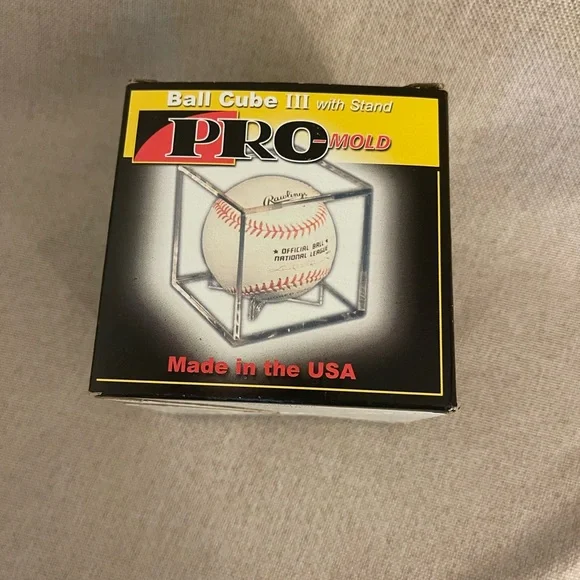 Ball Cube III with Stand
PRO-MOLD
Rawlings
★ OFFICIAL BALL ★
NATIONAL LEAGUE
Made in the USA